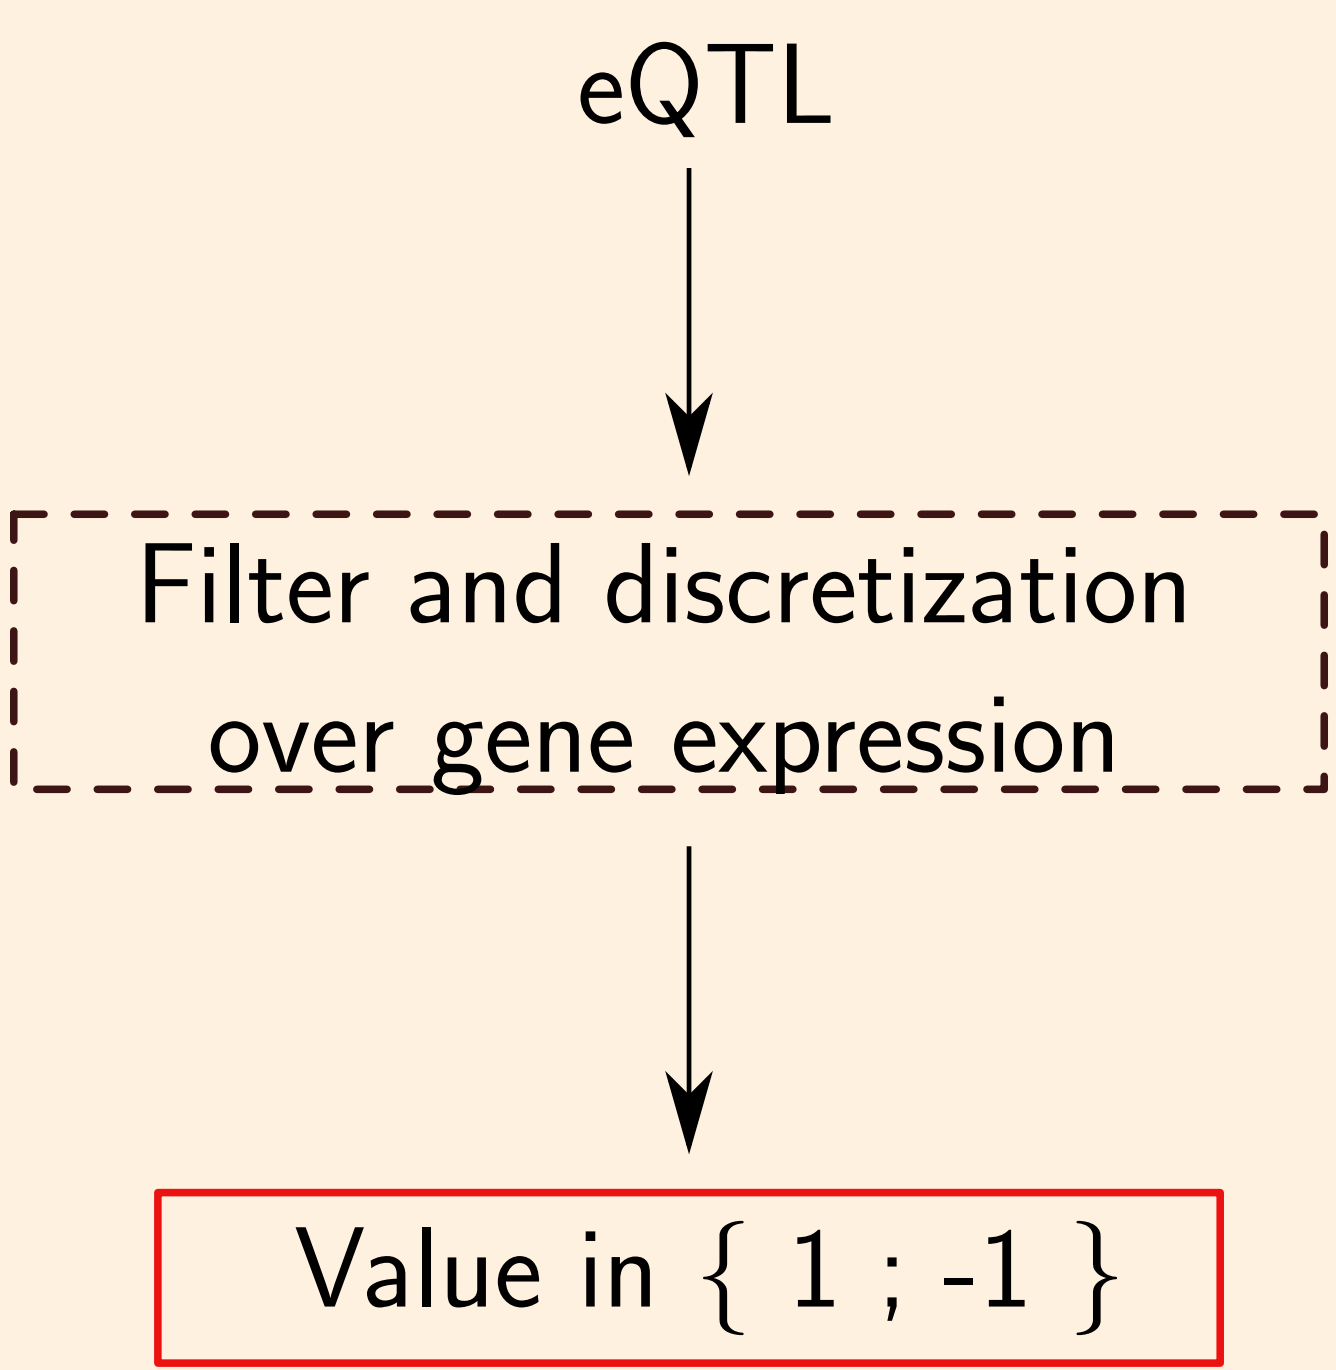 eQTL
Filter and discretization
over gene expression
Value in { 1 ; -1 }